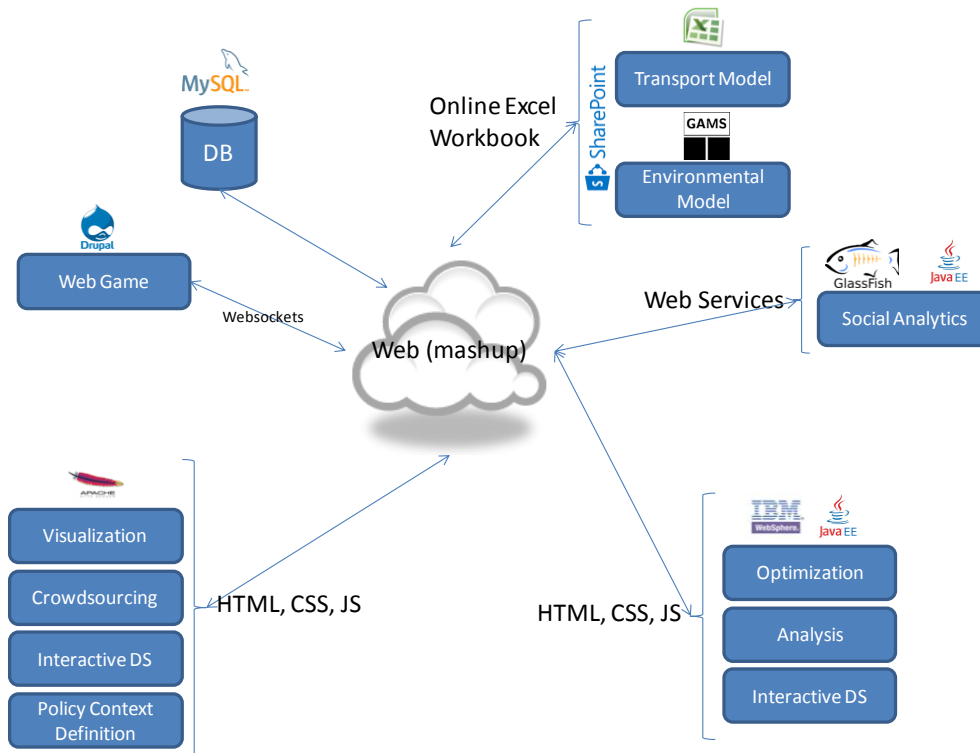 MySQL™
DB
Drupal
Web Game
Websockets
Online Excel
Workbook
SharePoint
S
X
Transport Model
GAMS
Environmental
Model
Web (mashup)
Web Services
GlassFish
Java EE
Social Analytics
APACHE
Visualization
Crowdsourcing
Interactive DS
Policy Context
Definition
HTML, CSS, JS
HTML, CSS, JS
IBM
WebSphere.
Java EE
Optimization
Analysis
Interactive DS